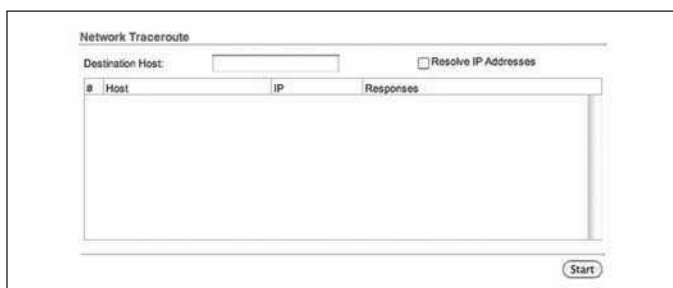 Network Traceroute
Destination Host: Resolve IP Addresses
# Host IP Responses
Start